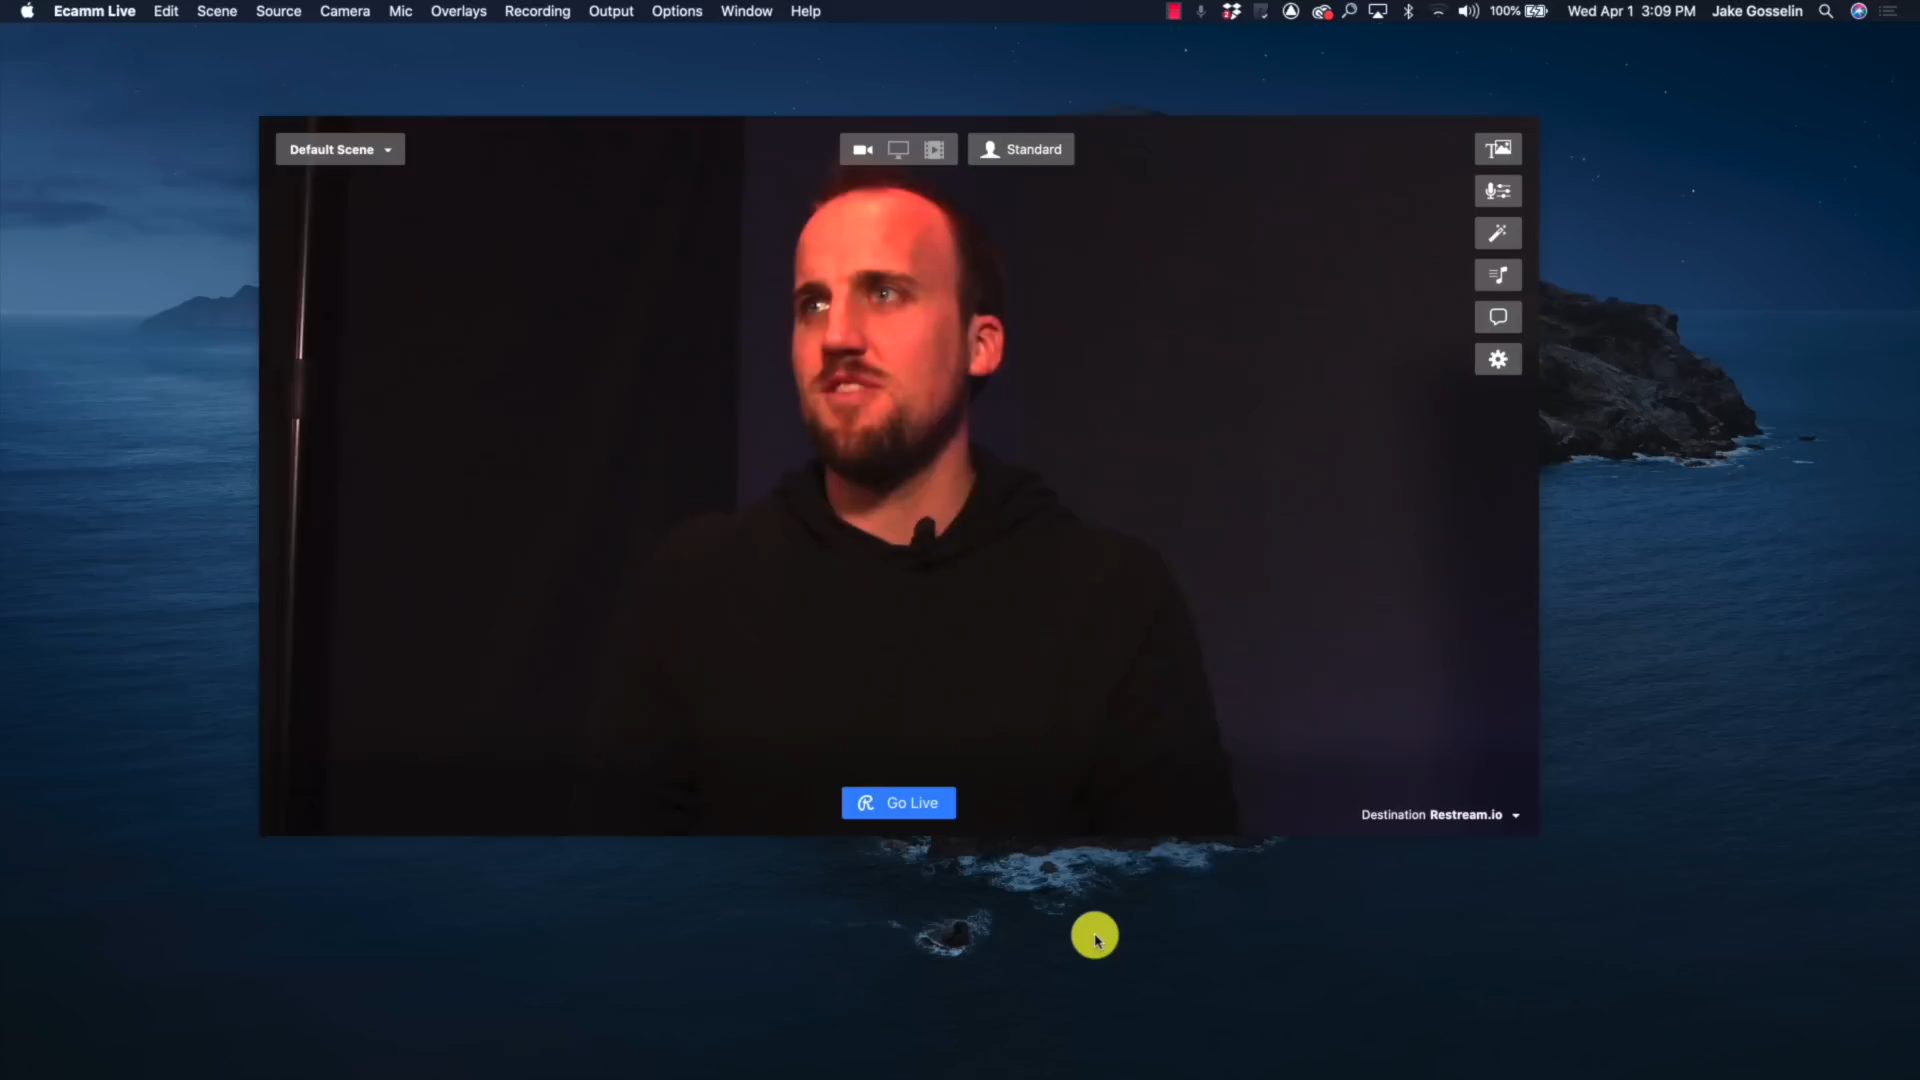 Ecamm Live Edit Scene Source Camera Mic Overlays Recording Output Options Window Help 100% Wed Apr 1 3:09 PM Jake Gosselin
Default Scene Standard
Go Live
Destination Restream.io